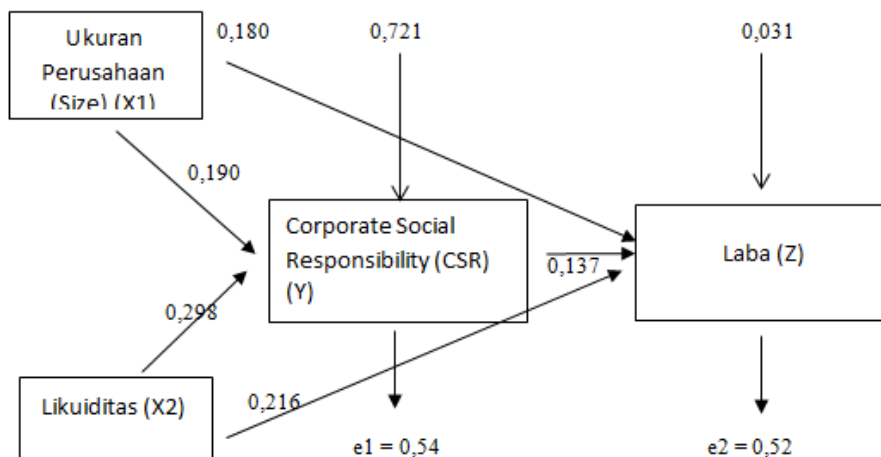 Ukuran
Perusahaan
(Size) (X1)
0,180
0,721
0,031
0,190
Corporate Social
Responsibility (CSR)
(Y)
0,137
Laba (Z)
0,298
Likuiditas (X2)
0,216
e1 = 0,54
e2 = 0,52